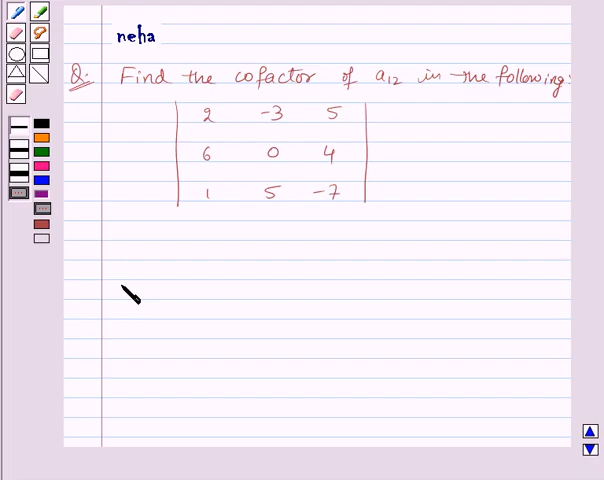 neha
Q. Find the cofactor of a₁₂ in the following:
2 -3 5
6 0 4
1 5 -7